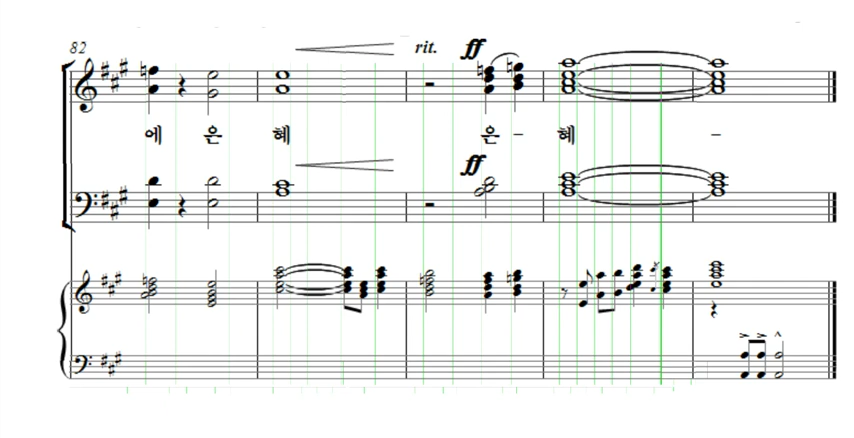 82
rit.
ff
에 은 혜 은 - 혜 -
ff